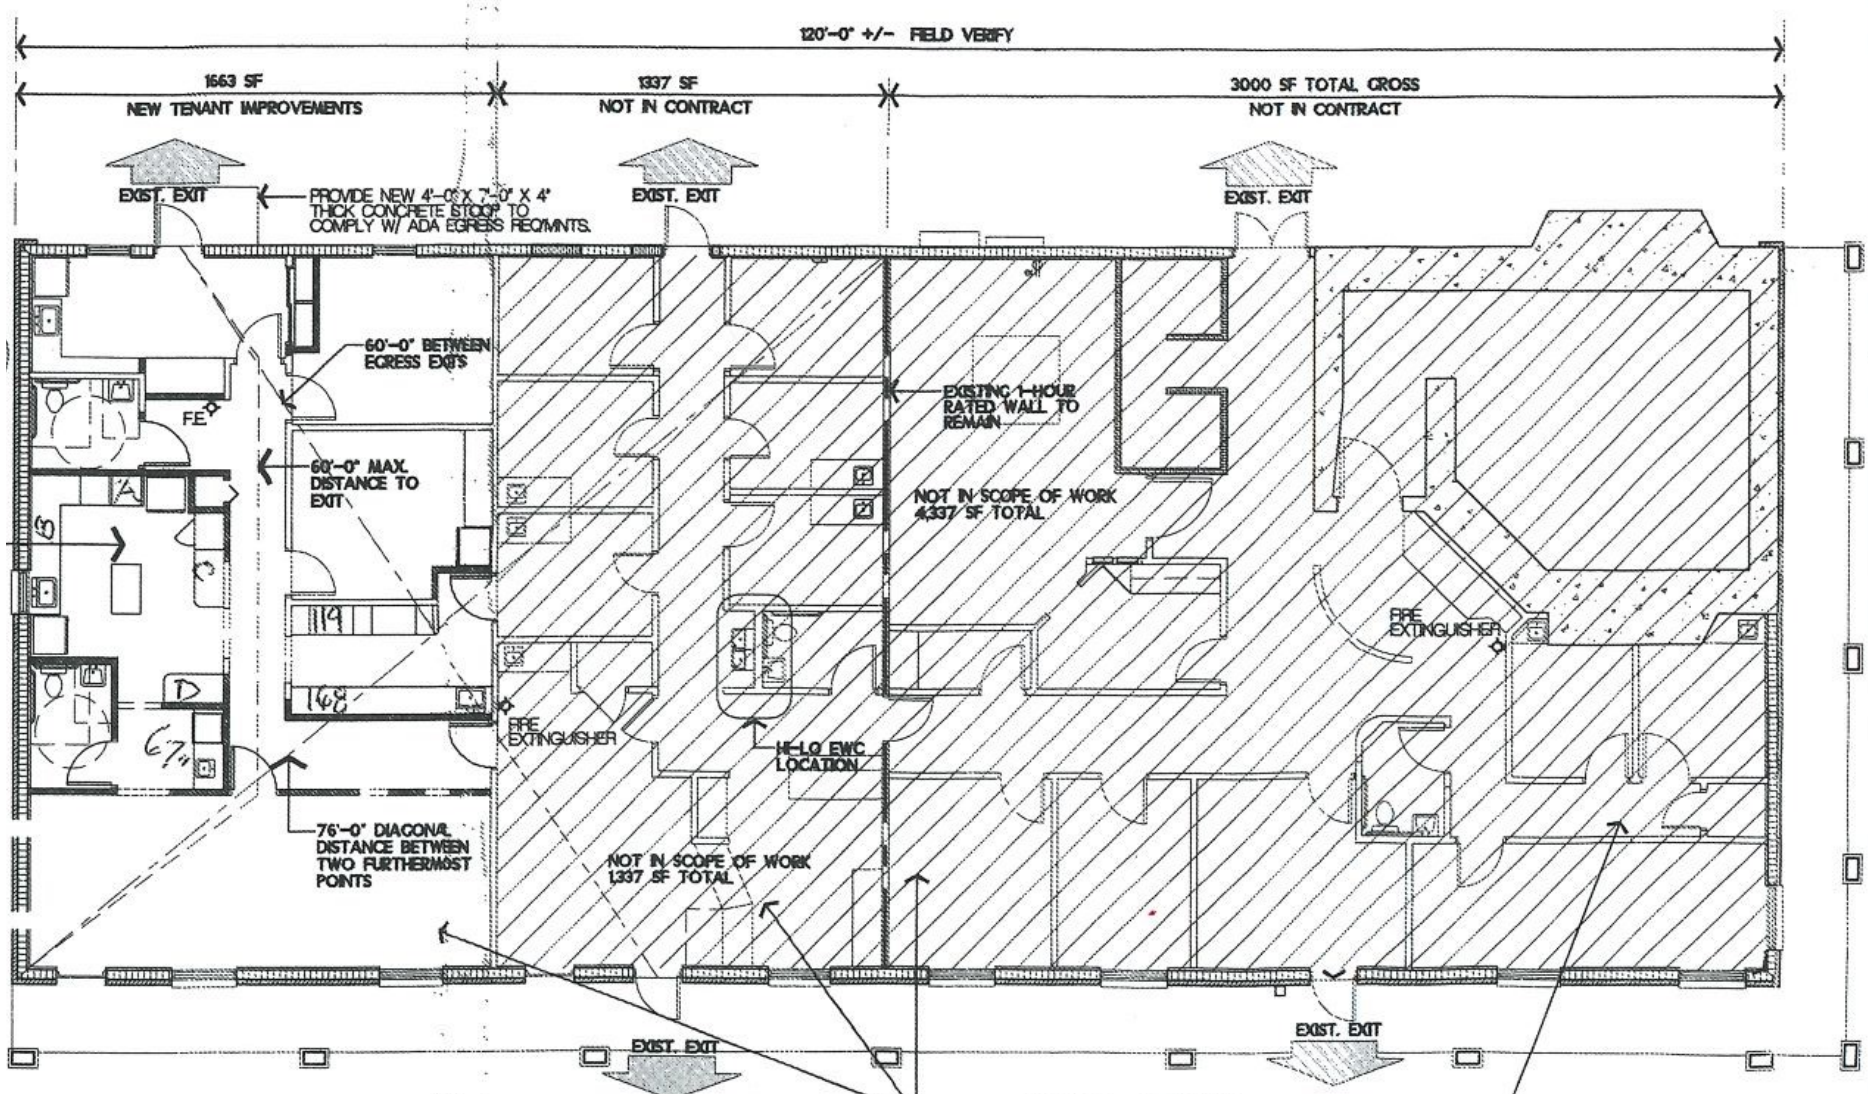 120'-0" +/- FIELD VERIFY
1663 SF
NEW TENANT IMPROVEMENTS
1337 SF
NOT IN CONTRACT
3000 SF TOTAL GROSS
NOT IN CONTRACT
EXIST. EXIT
EXIST. EXIT
EXIST. EXIT
PROVIDE NEW 4'-0" X 7'-0" X 4"
THICK CONCRETE STOOP TO
COMPLY W/ ADA EGRESS REQ'MNTS.
60'-0" BETWEEN
EGRESS EXITS
F.E.
EXISTING 1-HOUR
RATED WALL TO
REMAIN
60'-0" MAX.
DISTANCE TO
EXIT
A
B
C
NOT IN SCOPE OF WORK
4,337 SF TOTAL
119
148
D
FIRE
EXTINGUISHER
FIRE
EXTINGUISHER
HI-LO EWC
LOCATION
76'-0" DIAGONAL
DISTANCE BETWEEN
TWO FURTHERMOST
POINTS
NOT IN SCOPE OF WORK
1,337 SF TOTAL
EXIST. EXIT
EXIST. EXIT